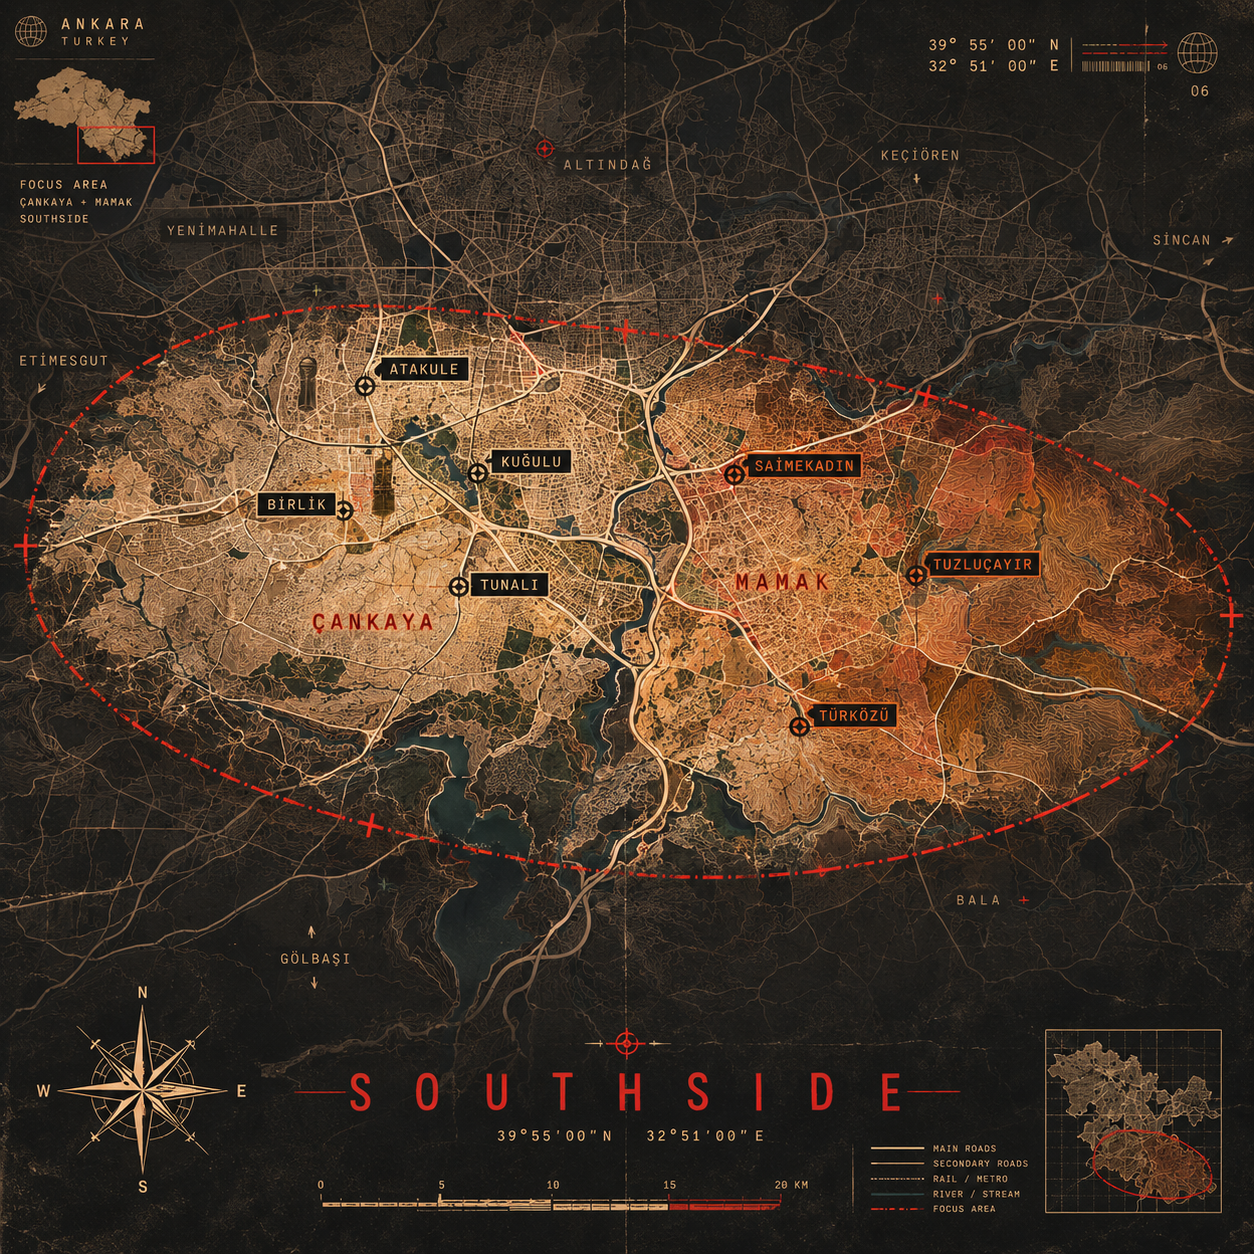 ANKARA
TURKEY
FOCUS AREA
ÇANKAYA + MAMAK
SOUTHSIDE
39° 55′ 00″ N
32° 51′ 00″ E
06
06
ALTINDAĞ
KEÇİÖREN
YENİMAHALLE
SİNCAN
ETİMESGUT
ATAKULE
KUĞULU
SAİMEKADIN
BİRLİK
TUZLUÇAYIR
TUNALI
MAMAK
ÇANKAYA
TÜRKÖZÜ
BALA
GÖLBAŞI
N
W
E
S
SOUTHSIDE
39°55′00″N 32°51′00″E
0 5 10 15 20 KM
MAIN ROADS
SECONDARY ROADS
RAIL / METRO
RIVER / STREAM
FOCUS AREA